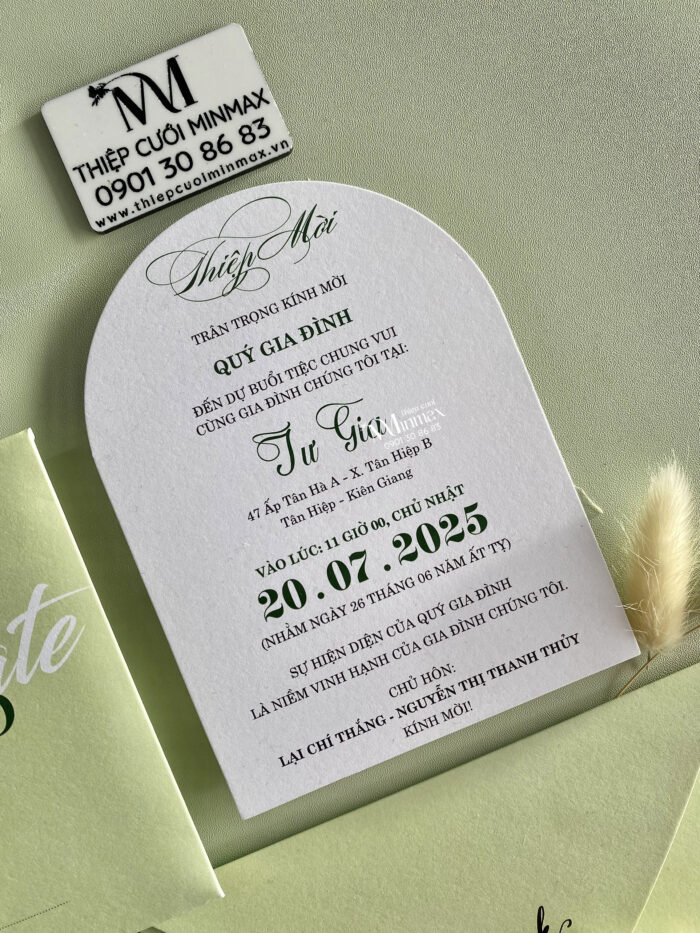 M
THIỆP CƯỚI MINMAX
0901 30 86 83
www.thiepcuoiminmax.vn
Thiệp Mời
TRÂN TRỌNG KÍNH MỜI
QUÝ GIA ĐÌNH
ĐẾN DỰ BUỔI TIỆC CHUNG VUI
CÙNG GIA ĐÌNH CHÚNG TÔI TẠI:
Tư Gia
Thiệp cưới
Minmax
0901 30 86 83
47 Ấp Tân Hà A - X. Tân Hiệp B
Tân Hiệp - Kiên Giang
VÀO LÚC: 11 GIỜ 00, CHỦ NHẬT
20.07.2025
(NHẰM NGÀY 26 THÁNG 06 NĂM ẤT TỴ)
SỰ HIỆN DIỆN CỦA QUÝ GIA ĐÌNH
LÀ NIỀM VINH HẠNH CỦA GIA ĐÌNH CHÚNG TÔI.
CHỦ HÔN:
LẠI CHÍ THẮNG - NGUYỄN THỊ THANH THỦY
KÍNH MỜI!